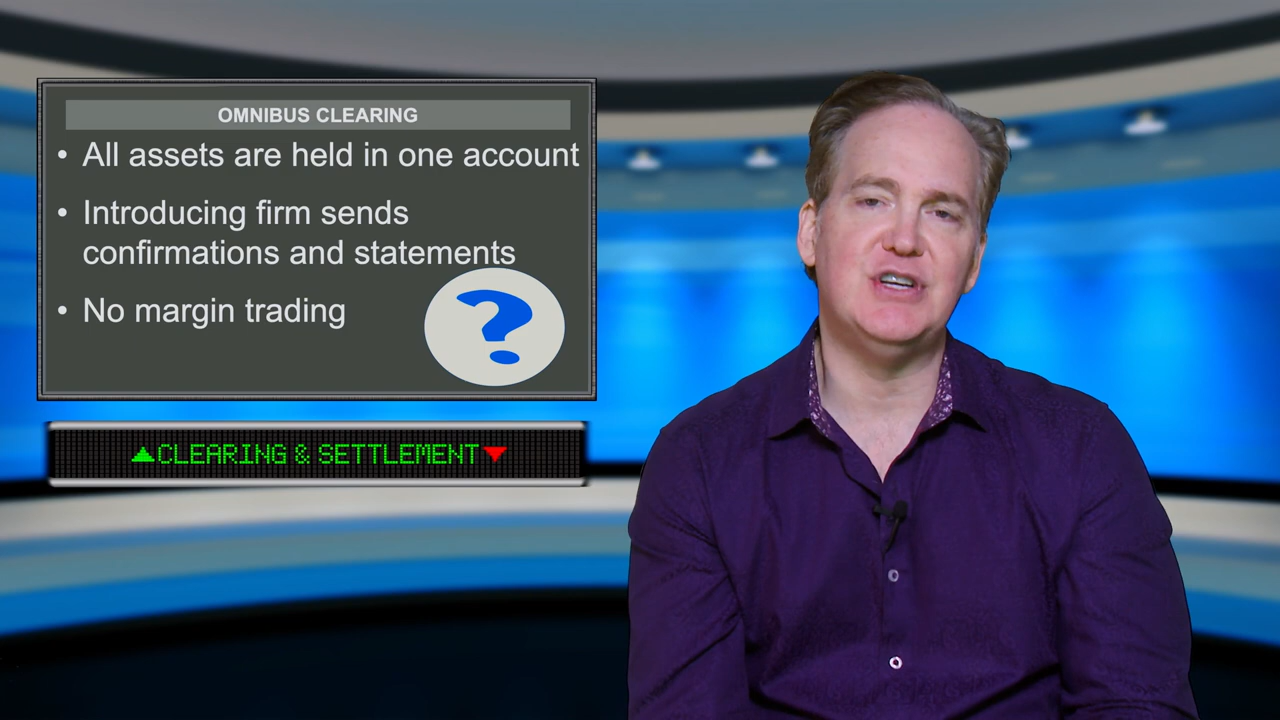 OMNIBUS CLEARING
• All assets are held in one account
• Introducing firm sends
confirmations and statements
• No margin trading
?
▲CLEARING & SETTLEMENT▼